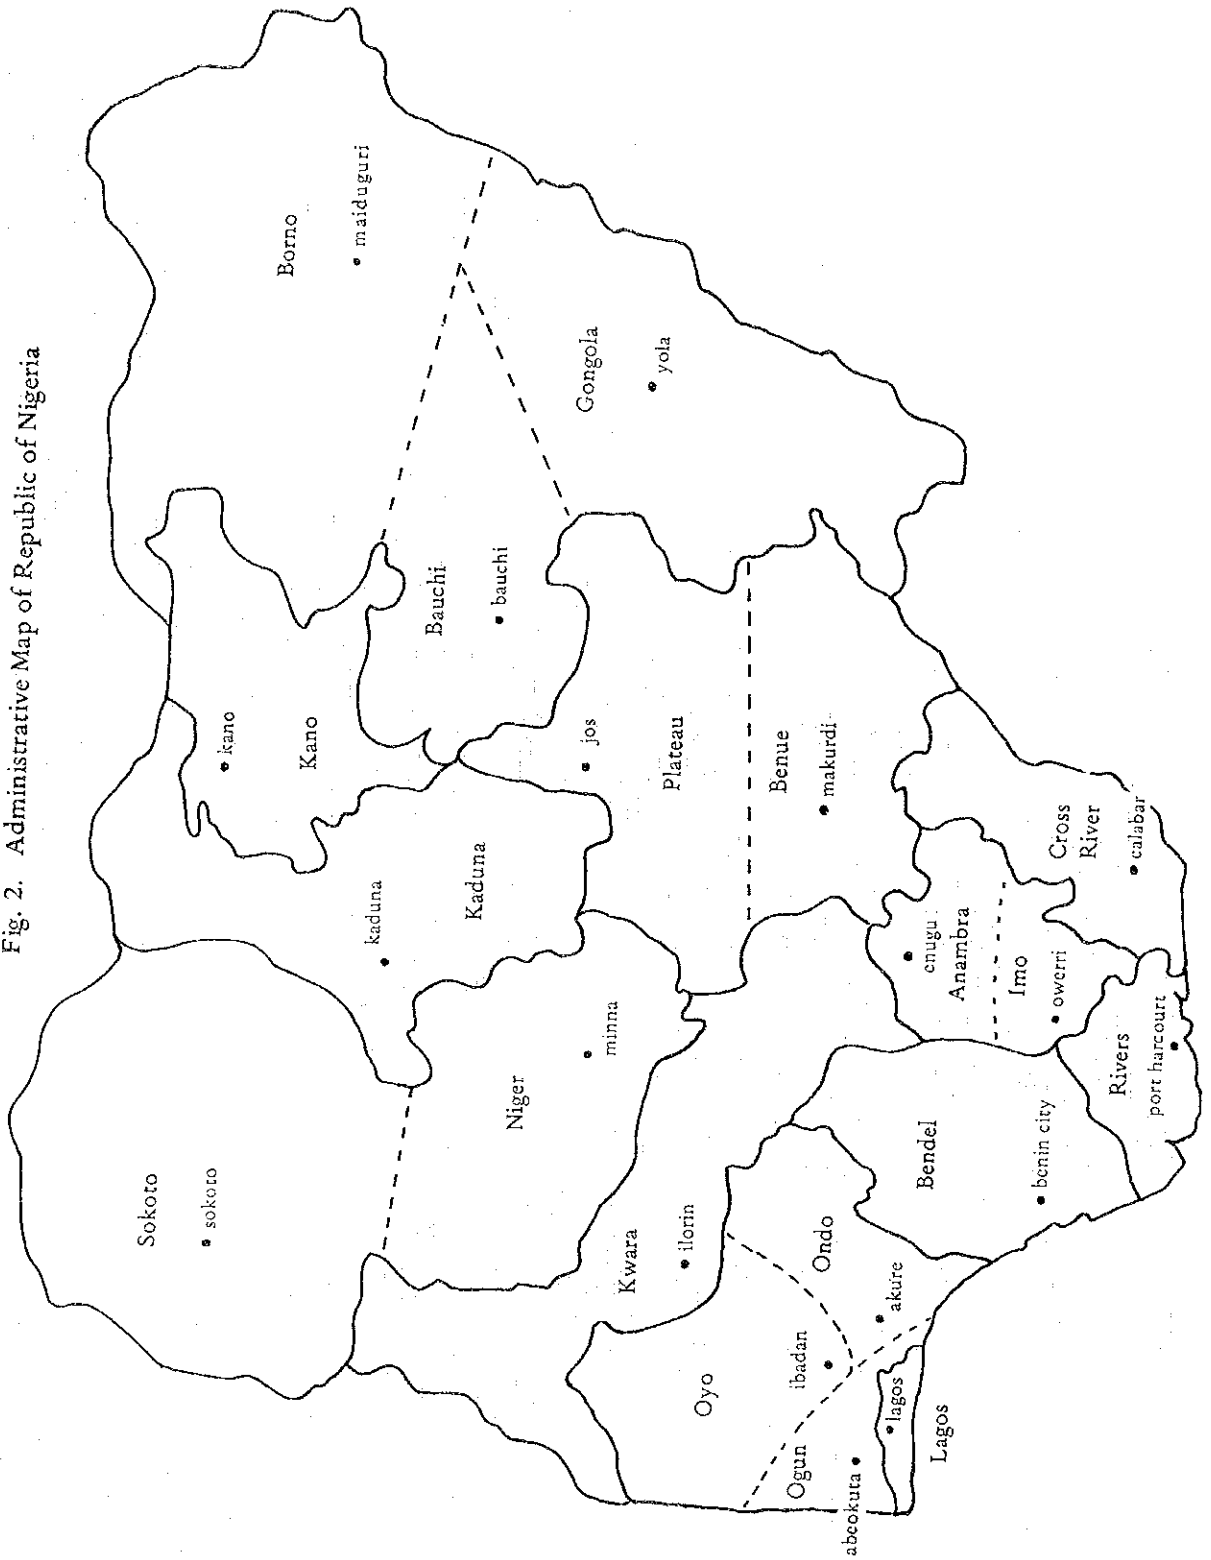 Fig. 2. Administrative Map of Republic of Nigeria
Sokoto
sokoto
kano
Kano
Borno
maiduguri
kaduna
Kaduna
Bauchi
bauchi
Niger
minna
jos
Plateau
Gongola
yola
Kwara
ilorin
Oyo
ibadan
Ogun
abeokuta
Ondo
akure
lagos
Lagos
Benue
makurdi
Bendel
benin city
enugu
Anambra
Imo
owerri
Cross
River
calabar
Rivers
port harcourt